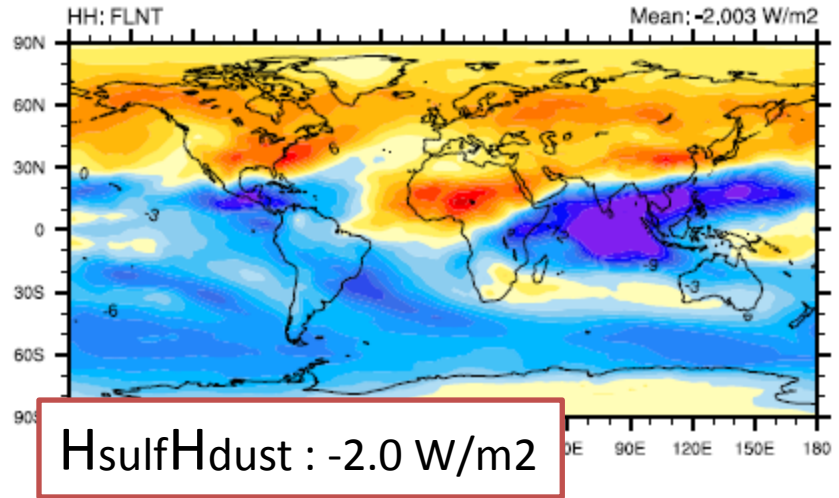 HH: FLNT Mean: -2.003 W/m2
90N
60N
30N
0
30S
60S
90S
0
-3
6
-9
-3
-6
0E 90E 120E 150E 180
HsulfHdust : -2.0 W/m2